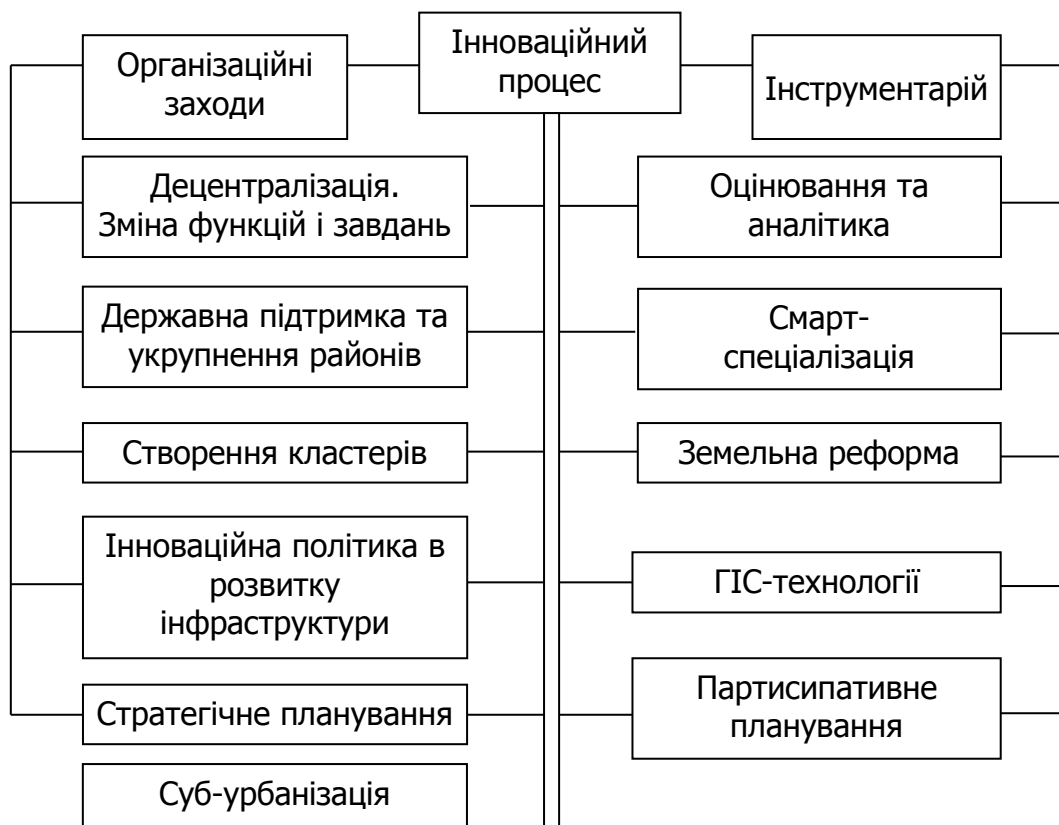 Інноваційний
процес
Організаційні
заходи
Інструментарій
Децентралізація.
Зміна функцій і завдань
Оцінювання та
аналітика
Державна підтримка та
укрупнення районів
Смарт-
спеціалізація
Створення кластерів
Земельна реформа
Інноваційна політика в
розвитку
інфраструктури
ГІС-технології
Стратегічне планування
Партисипативне
планування
Суб-урбанізація